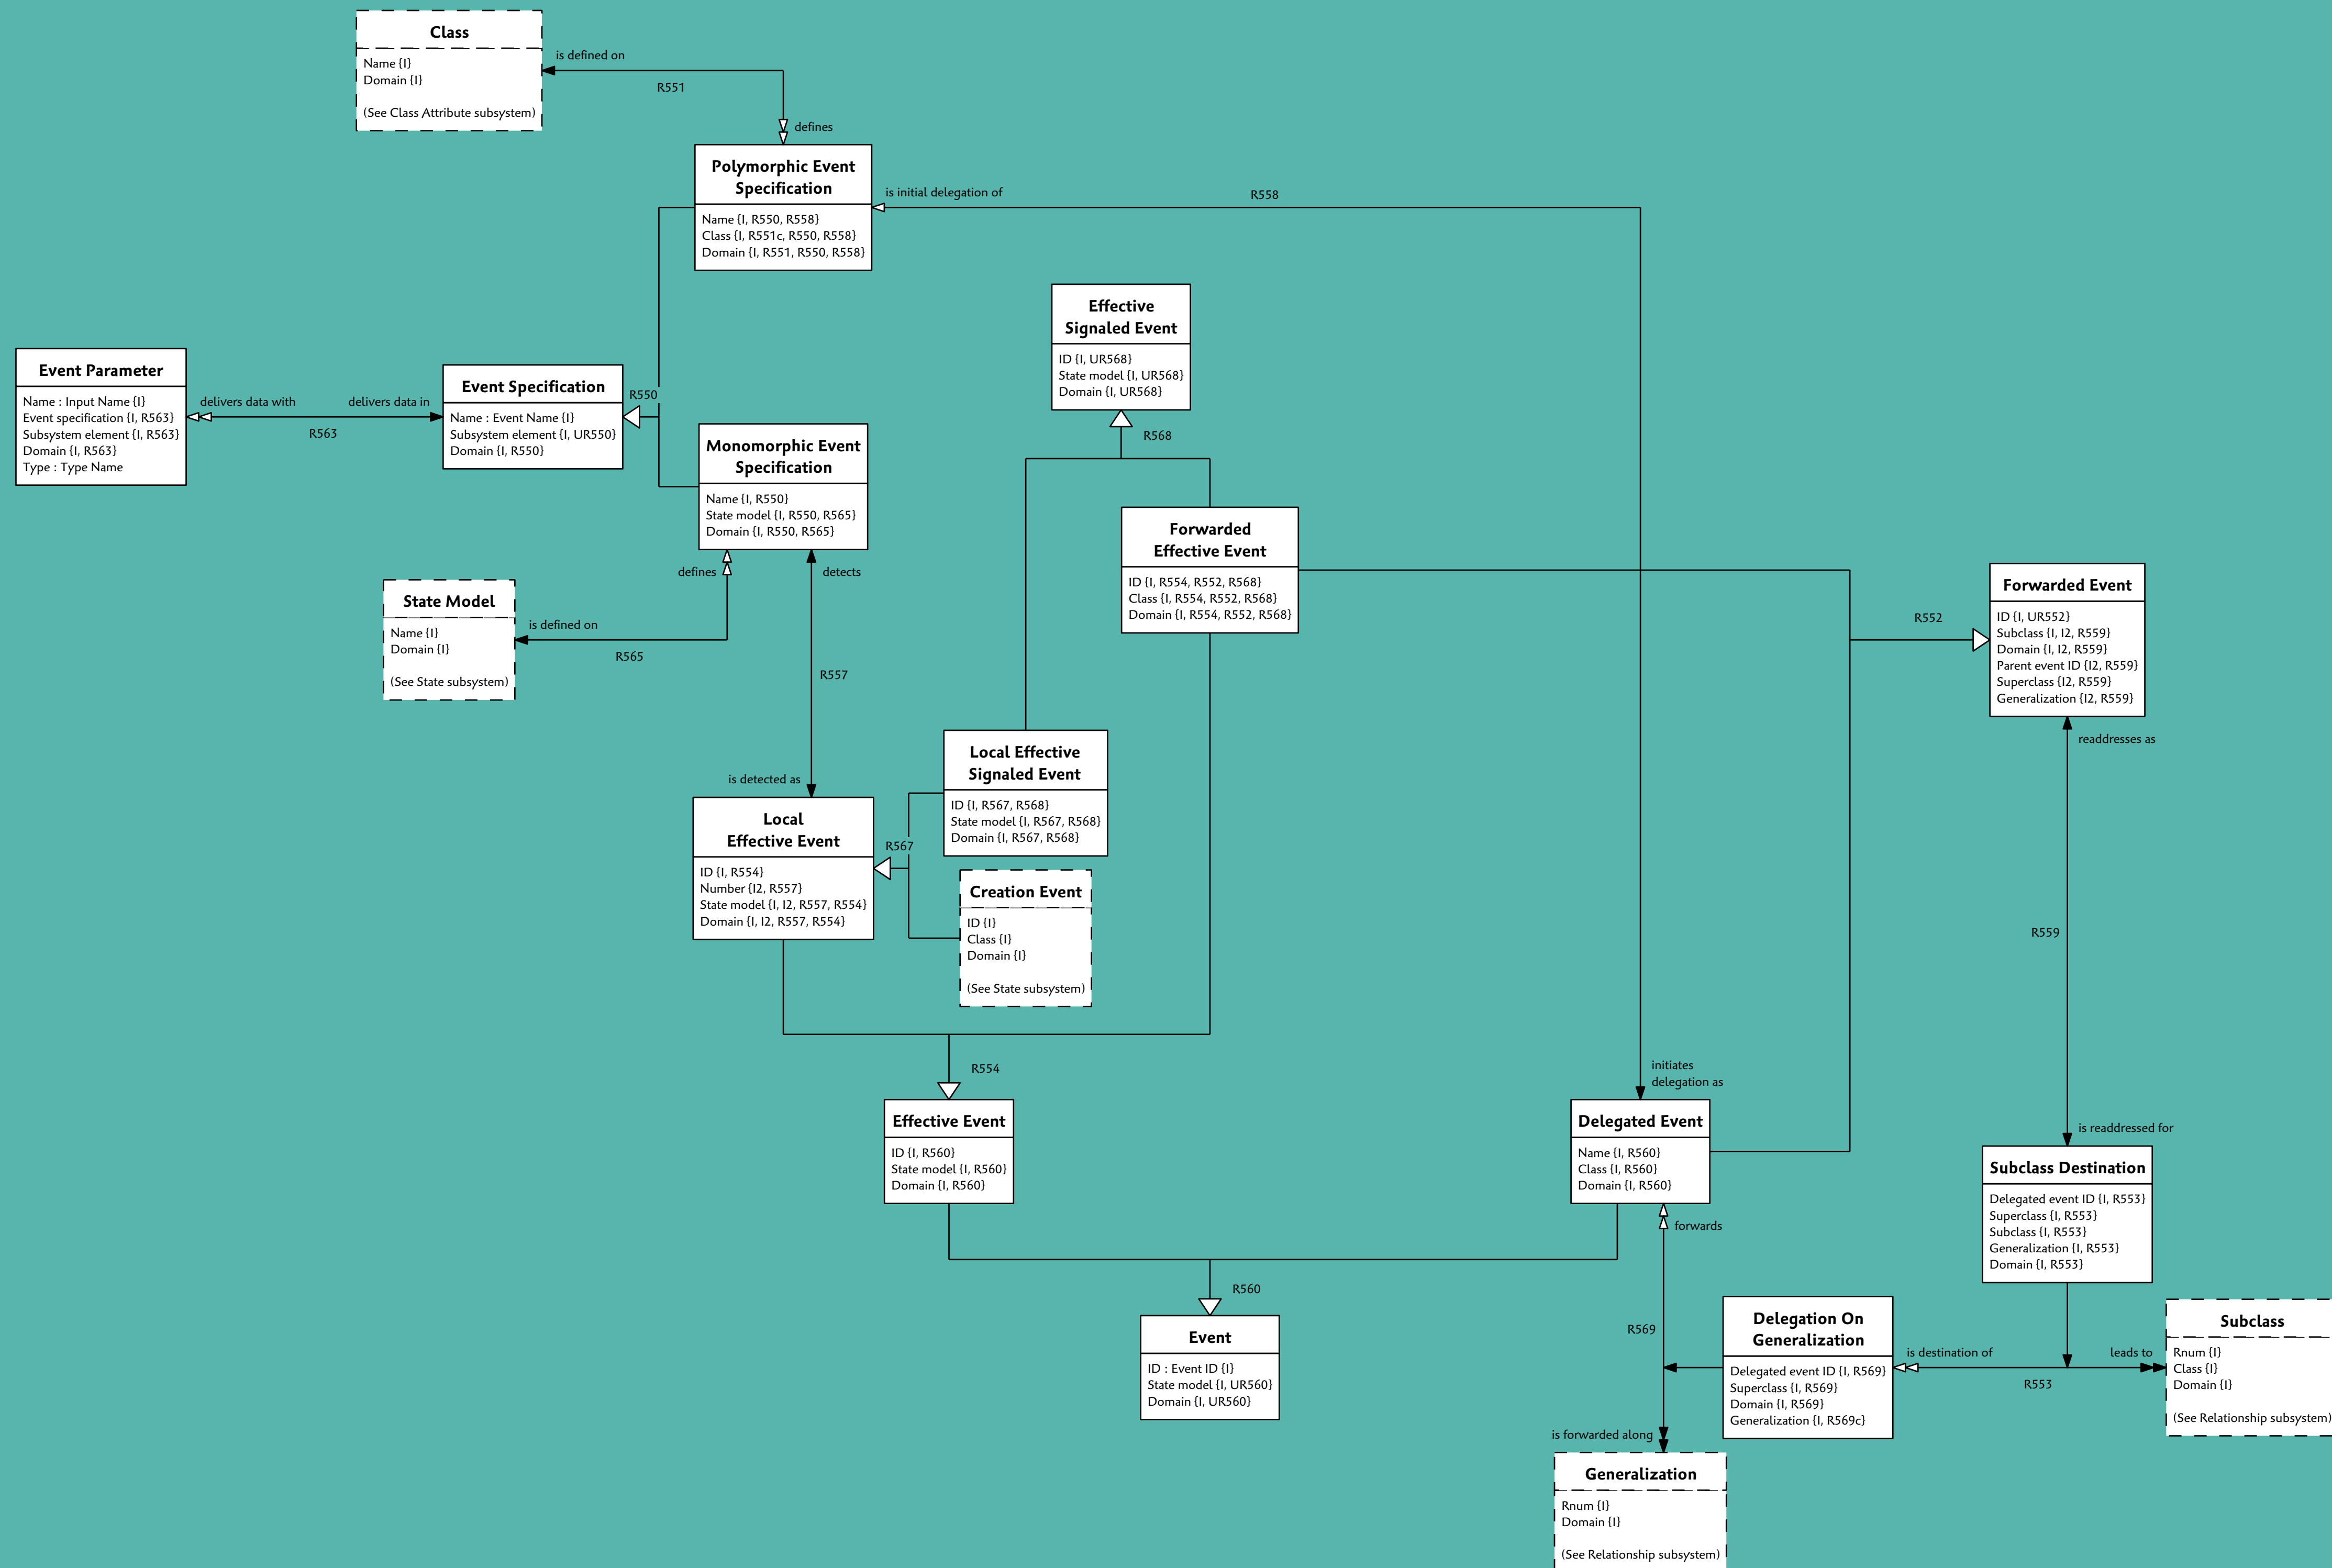 Class
Name {I}
Domain {I}
(See Class Attribute subsystem)
is defined on
R551
defines
Polymorphic Event
Specification
Name {I, R550, R558}
Class {I, R551c, R550, R558}
Domain {I, R551, R550, R558}
is initial delegation of
R558
Effective
Signaled Event
ID {I, UR568}
State model {I, UR568}
Domain {I, UR568}
R568
Event Parameter
Name : Input Name {I}
Event specification {I, R563}
Subsystem element {I, R563}
Domain {I, R563}
Type : Type Name
delivers data with
delivers data in
R563
Event Specification
Name : Event Name {I}
Subsystem element {I, UR550}
Domain {I, R550}
R550
Monomorphic Event
Specification
Name {I, R550}
State model {I, R550, R565}
Domain {I, R550, R565}
defines
detects
State Model
Name {I}
Domain {I}
(See State subsystem)
is defined on
R565
R557
is detected as
Forwarded
Effective Event
ID {I, R554, R552, R568}
Class {I, R554, R552, R568}
Domain {I, R554, R552, R568}
R552
Forwarded Event
ID {I, UR552}
Subclass {I, I2, R559}
Domain {I, I2, R559}
Parent event ID {I2, R559}
Superclass {I2, R559}
Generalization {I2, R559}
readdresses as
R559
is readdressed for
Local Effective
Signaled Event
ID {I, R567, R568}
State model {I, R567, R568}
Domain {I, R567, R568}
Local
Effective Event
ID {I, R554}
Number {I2, R557}
State model {I, I2, R557, R554}
Domain {I, I2, R557, R554}
R567
Creation Event
ID {I}
Class {I}
Domain {I}
(See State subsystem)
R554
Effective Event
ID {I, R560}
State model {I, R560}
Domain {I, R560}
initiates
delegation as
Delegated Event
Name {I, R560}
Class {I, R560}
Domain {I, R560}
forwards
R560
Event
ID : Event ID {I}
State model {I, UR560}
Domain {I, UR560}
R569
is forwarded along
Subclass Destination
Delegated event ID {I, R553}
Superclass {I, R553}
Subclass {I, R553}
Generalization {I, R553}
Domain {I, R553}
Delegation On
Generalization
Delegated event ID {I, R569}
Superclass {I, R569}
Domain {I, R569}
Generalization {I, R569c}
is destination of
leads to
R553
Subclass
Rnum {I}
Class {I}
Domain {I}
(See Relationship subsystem)
Generalization
Rnum {I}
Domain {I}
(See Relationship subsystem)